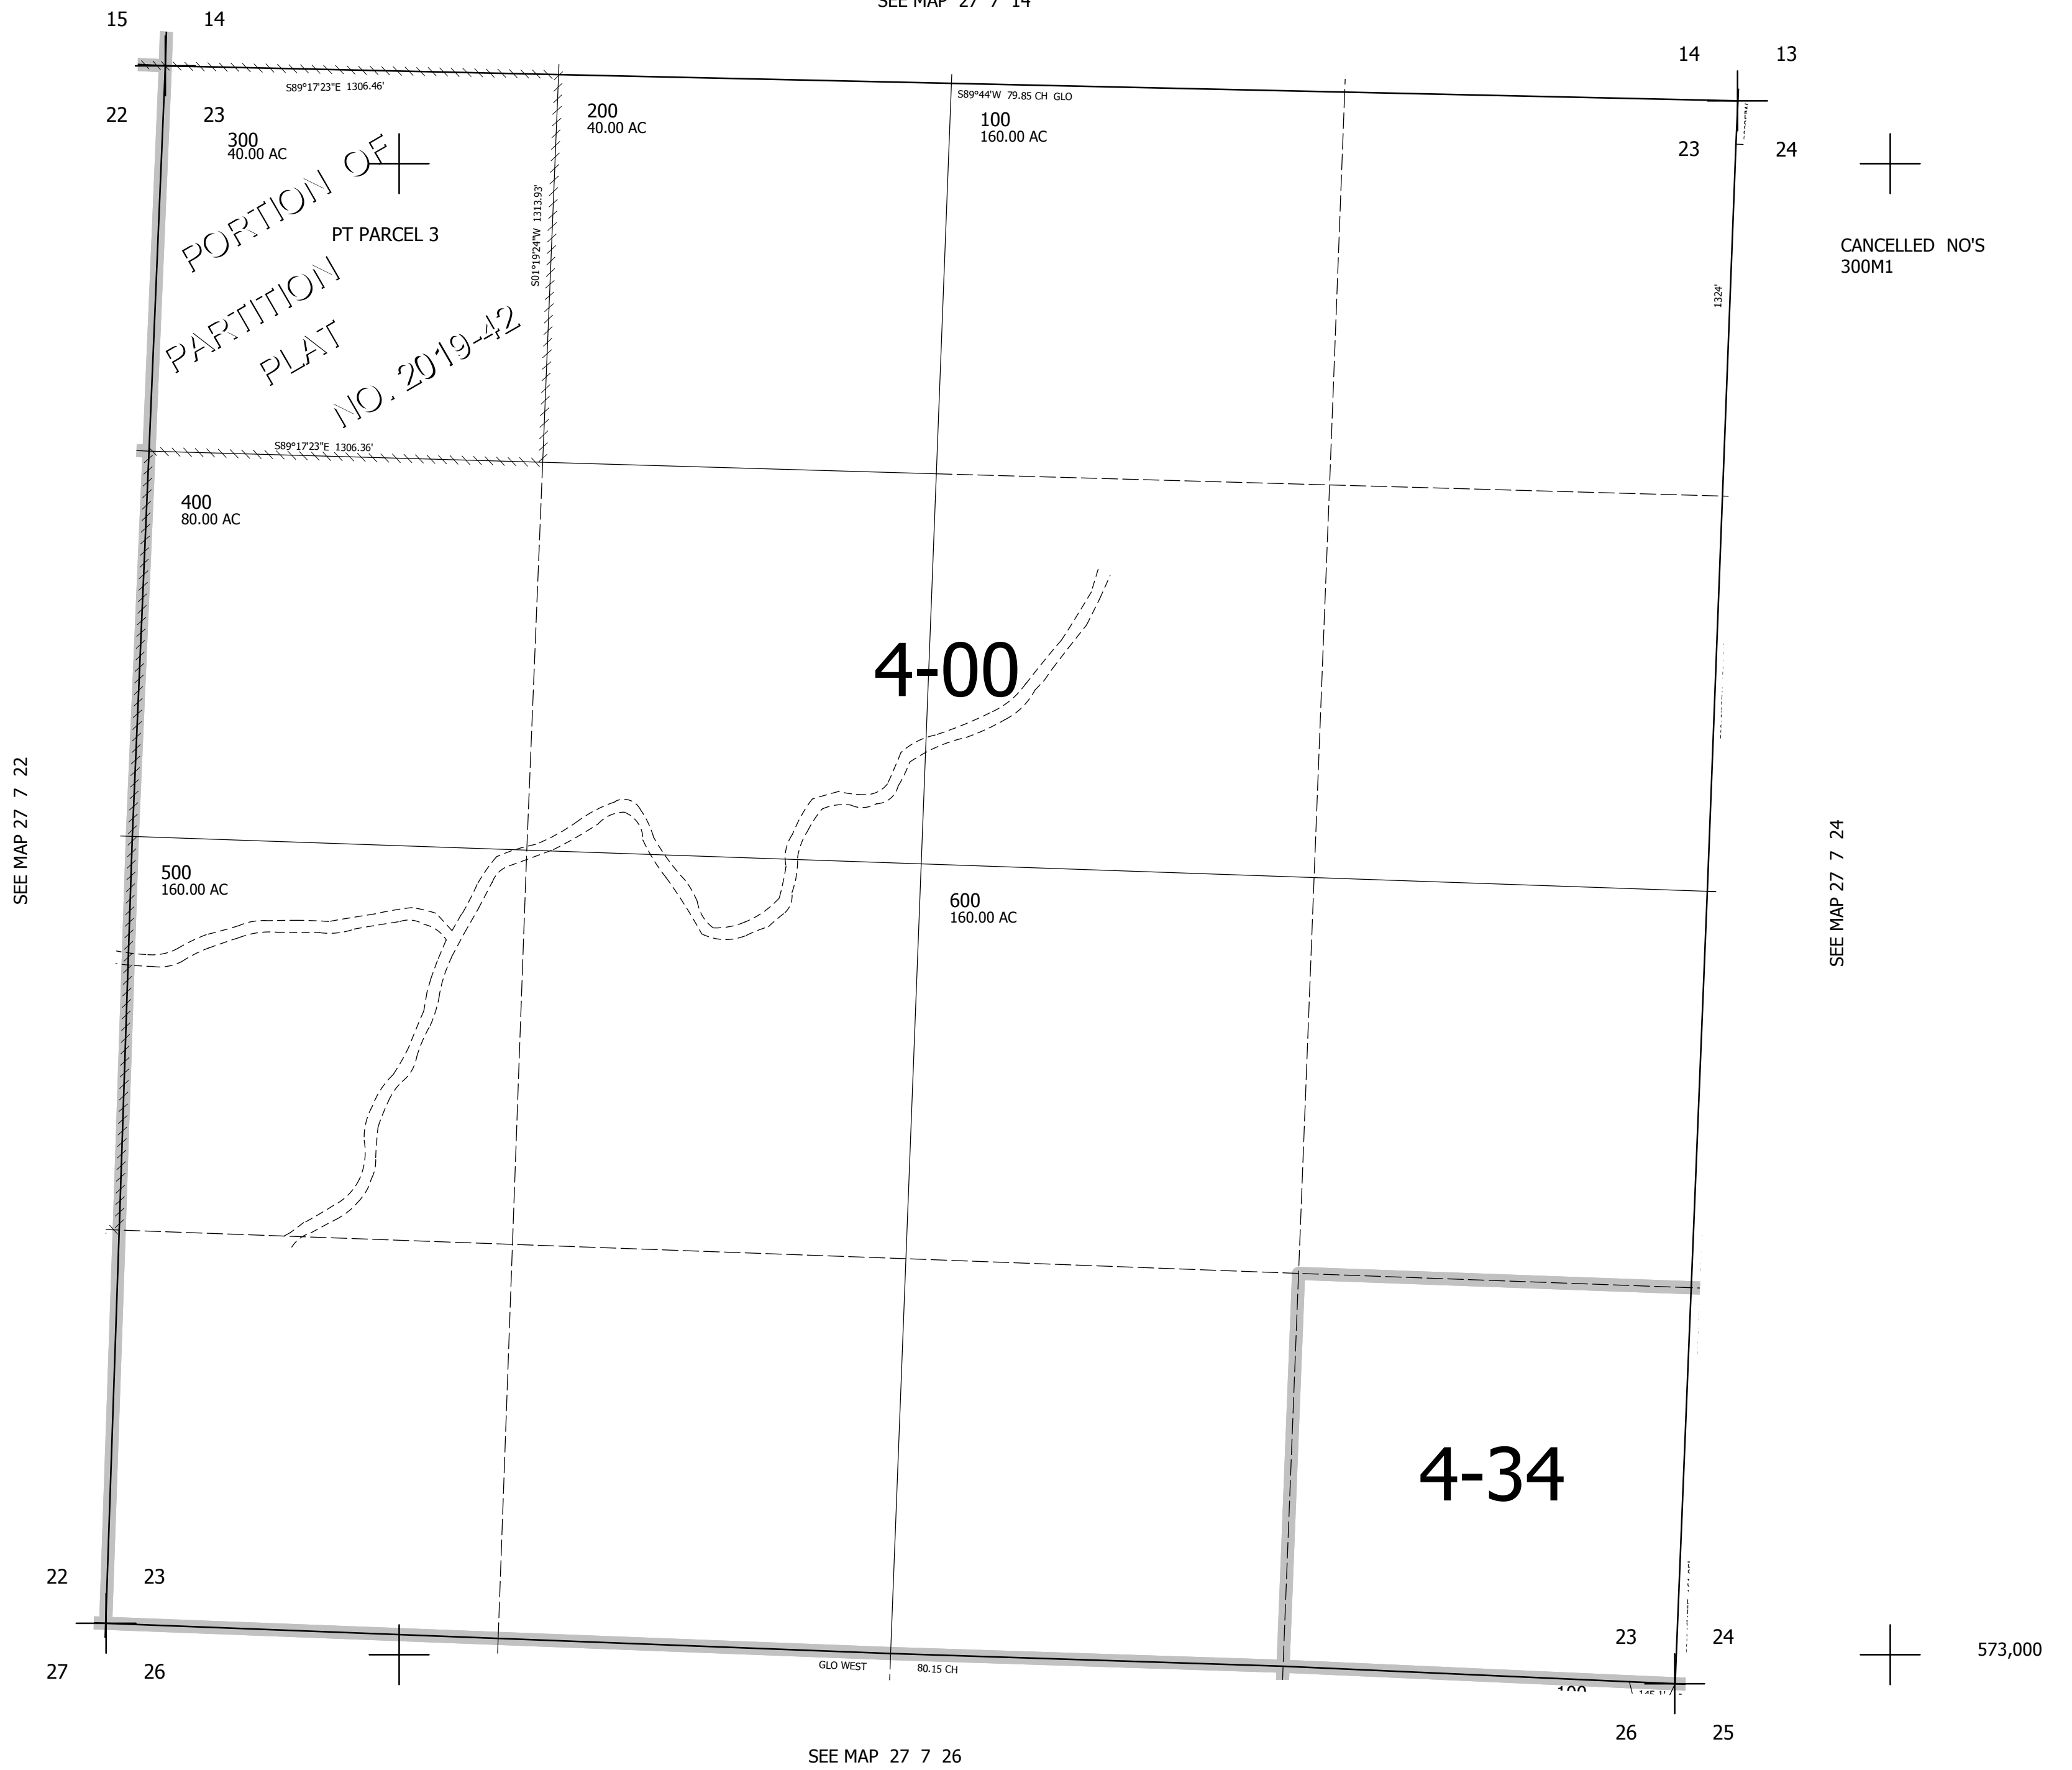 SEE MAP 27 7 14
15 14
14 13
22 23
23 24
S89°17'23"E 1306.46'
S89°44'W 79.85 CH GLO
300
40.00 AC
200
40.00 AC
100
160.00 AC
PORTION OF
PARTITION
PLAT
NO. 2019-42
PT PARCEL 3
S01°19'24"W 1313.93'
CANCELLED NO'S
300M1
1324'
S89°17'23"E 1306.36'
400
80.00 AC
4-00
SEE MAP 27 7 22
SEE MAP 27 7 24
500
160.00 AC
600
160.00 AC
4-34
22 23
23 24
573,000
27 26
GLO WEST 80.15 CH
26 25
SEE MAP 27 7 26